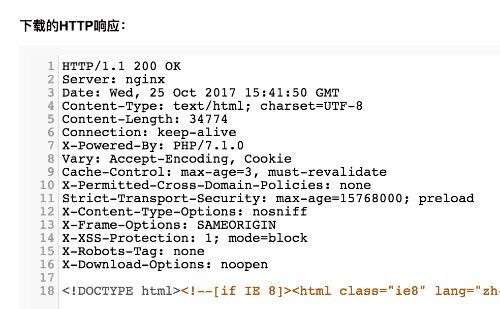 下载的HTTP响应:
1 HTTP/1.1 200 OK
2 Server: nginx
3 Date: Wed, 25 Oct 2017 15:41:50 GMT
4 Content-Type: text/html; charset=UTF-8
5 Content-Length: 34774
6 Connection: keep-alive
7 X-Powered-By: PHP/7.1.0
8 Vary: Accept-Encoding, Cookie
9 Cache-Control: max-age=3, must-revalidate
10 X-Permitted-Cross-Domain-Policies: none
11 Strict-Transport-Security: max-age=15768000; preload
12 X-Content-Type-Options: nosniff
13 X-Frame-Options: SAMEORIGIN
14 X-XSS-Protection: 1; mode=block
15 X-Robots-Tag: none
16 X-Download-Options: noopen
17
18 <!DOCTYPE html><!--[if IE 8]><html class="ie8" lang="zh-